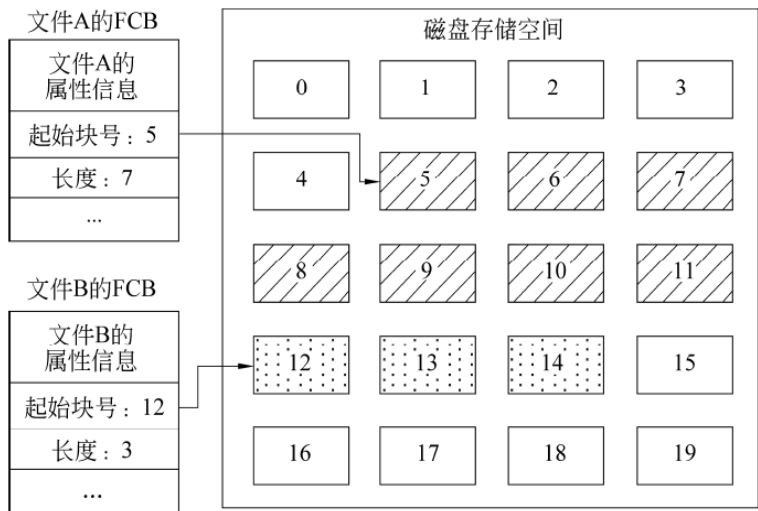 文件A的FCB
文件A的
属性信息
起始块号：5
长度：7
...
文件B的FCB
文件B的
属性信息
起始块号：12
长度：3
...
磁盘存储空间
0 1 2 3
4 5 6 7
8 9 10 11
12 13 14 15
16 17 18 19